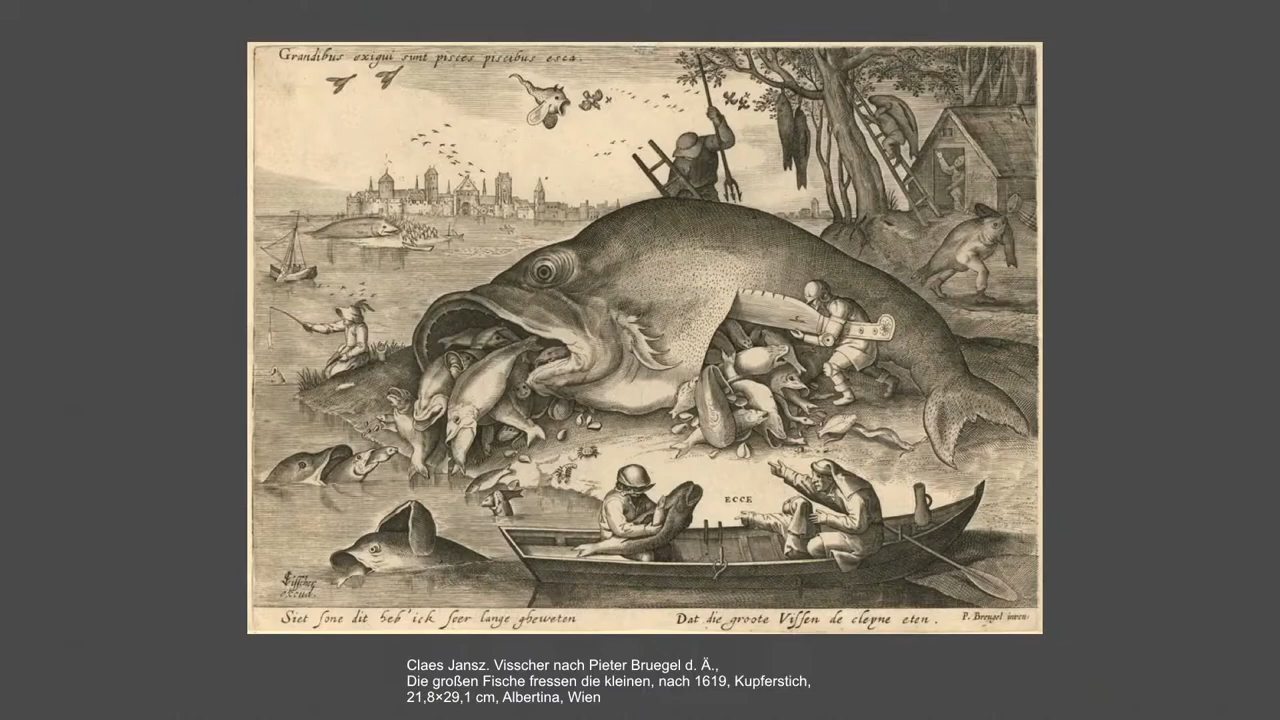 Grandibus exigui sunt pisces piscibus esca.
ECCE
Visscher
excud.
Siet sone dit heb' ick seer lange gheweten
Dat die groote Vissen de cleyne eten.
P. Breugel inven:
Claes Jansz. Visscher nach Pieter Bruegel d. Ä.,
Die großen Fische fressen die kleinen, nach 1619, Kupferstich,
21,8×29,1 cm, Albertina, Wien